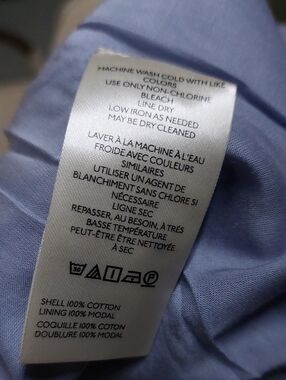 MACHINE WASH COLD WITH LIKE
COLORS
USE ONLY NON-CHLORINE
BLEACH
LINE DRY
LOW IRON AS NEEDED
MAY BE DRY CLEANED
LAVER À LA MACHINE À L'EAU
FROIDE AVEC COULEURS
SIMILAIRES
UTILISER UN AGENT DE
BLANCHIMENT SANS CHLORE SI
NÉCESSAIRE
LIGNE SEC
REPASSER, AU BESOIN, À TRÉS
BASSE TEMPÉRATURE
PEUT-ÊTRE ÊTRE NETTOYÉE
À SEC
30 P
SHELL 100% COTTON
LINING 100% MODAL
COQUILLE 100% COTON
DOUBLURE 100% MODAL